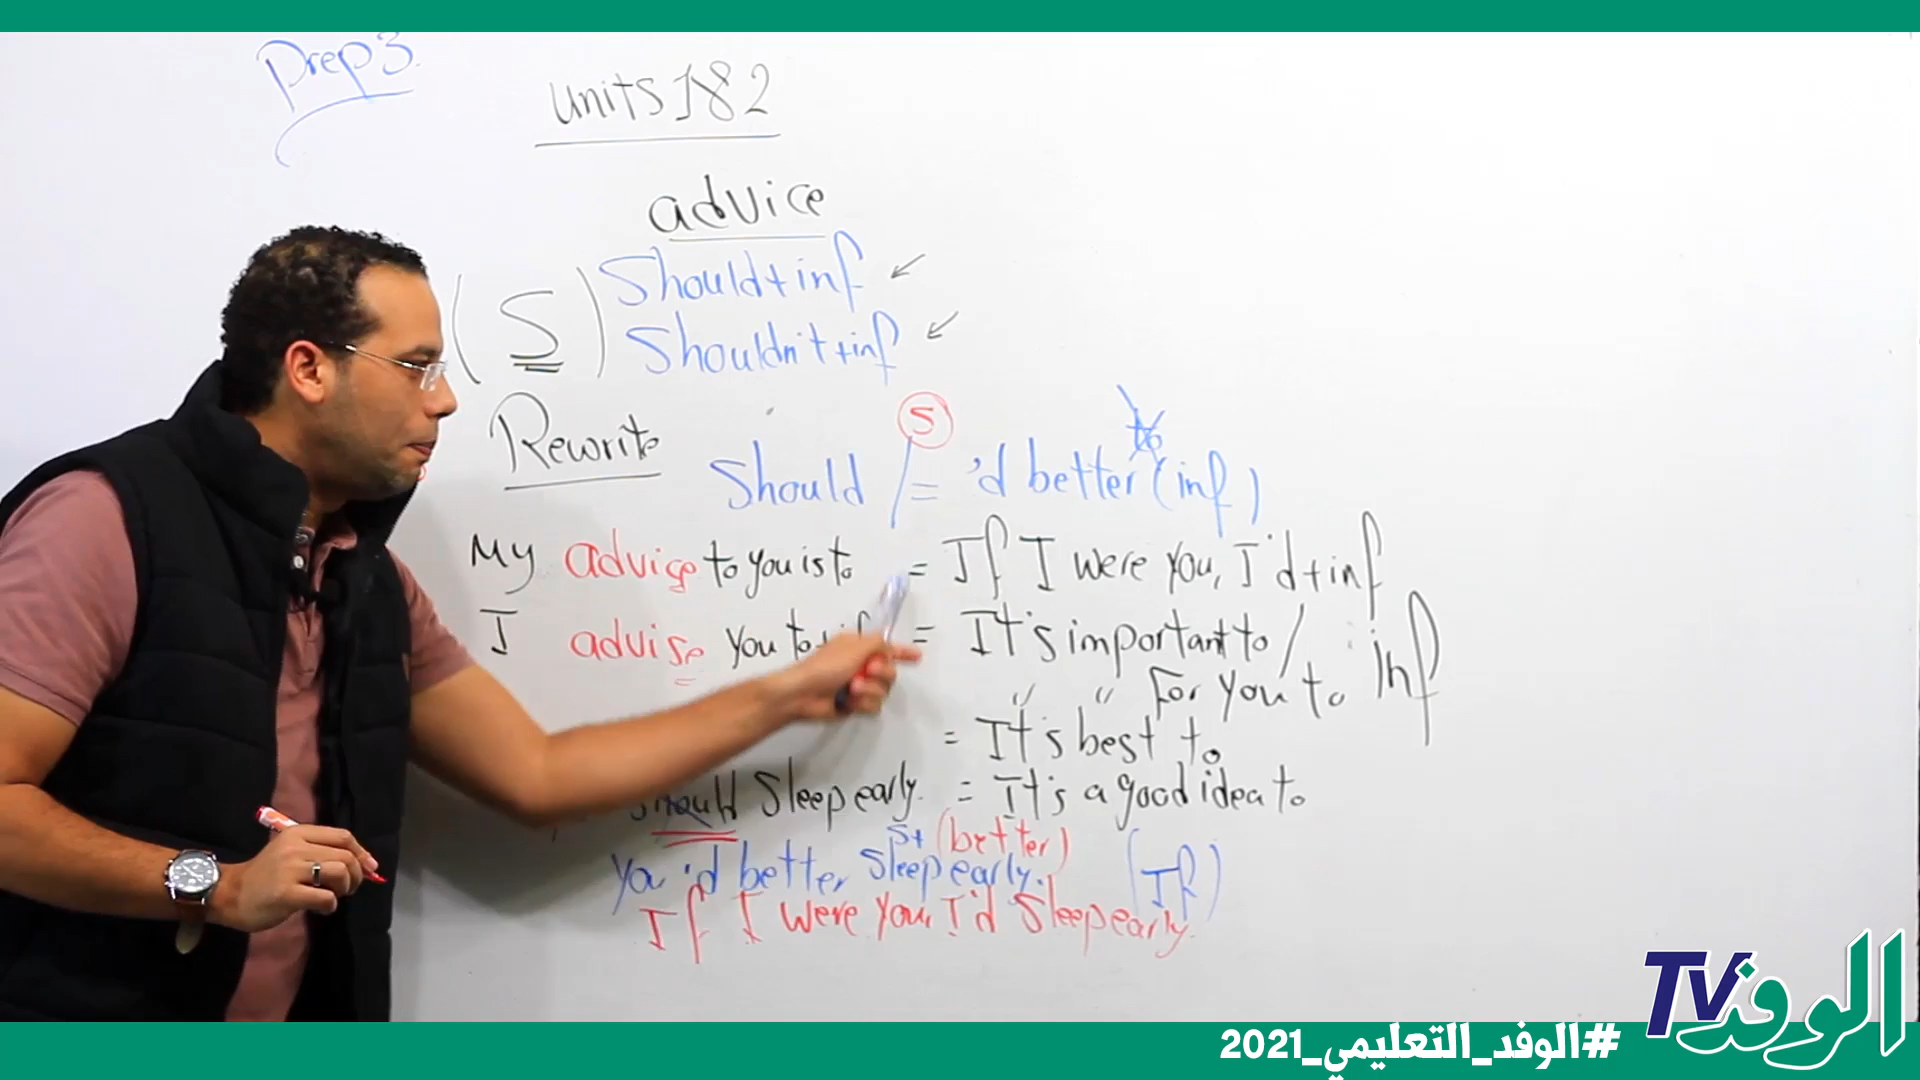 Prep 3.
Units 1 & 2
advice
(S) Should + inf
Shouldn't + inf
Rewrite
S
Should / = 'd better to (inf)
My advice to you is to = If I were you, I'd + inf
I advise you to inf = It's important to / inf
" " For you to
= It's best to
Should Sleep early. = It's a good idea to
S+ (better)
You 'd better Sleep early. (If)
If I were you, I'd Sleep early.
الوفد TV
#الوفد_التعليمي_2021